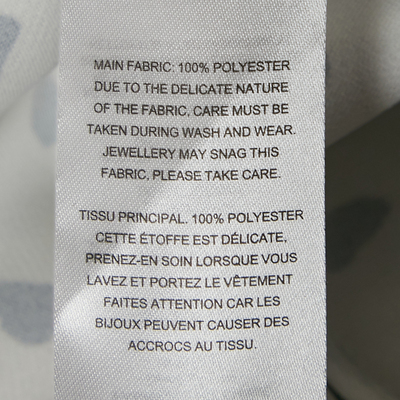 MAIN FABRIC: 100% POLYESTER
DUE TO THE DELICATE NATURE
OF THE FABRIC, CARE MUST BE
TAKEN DURING WASH AND WEAR.
JEWELLERY MAY SNAG THIS
FABRIC, PLEASE TAKE CARE.
TISSU PRINCIPAL. 100% POLYESTER
CETTE ÉTOFFE EST DÉLICATE,
PRENEZ-EN SOIN LORSQUE VOUS
LAVEZ ET PORTEZ LE VÊTEMENT
FAITES ATTENTION CAR LES
BIJOUX PEUVENT CAUSER DES
ACCROCS AU TISSU.